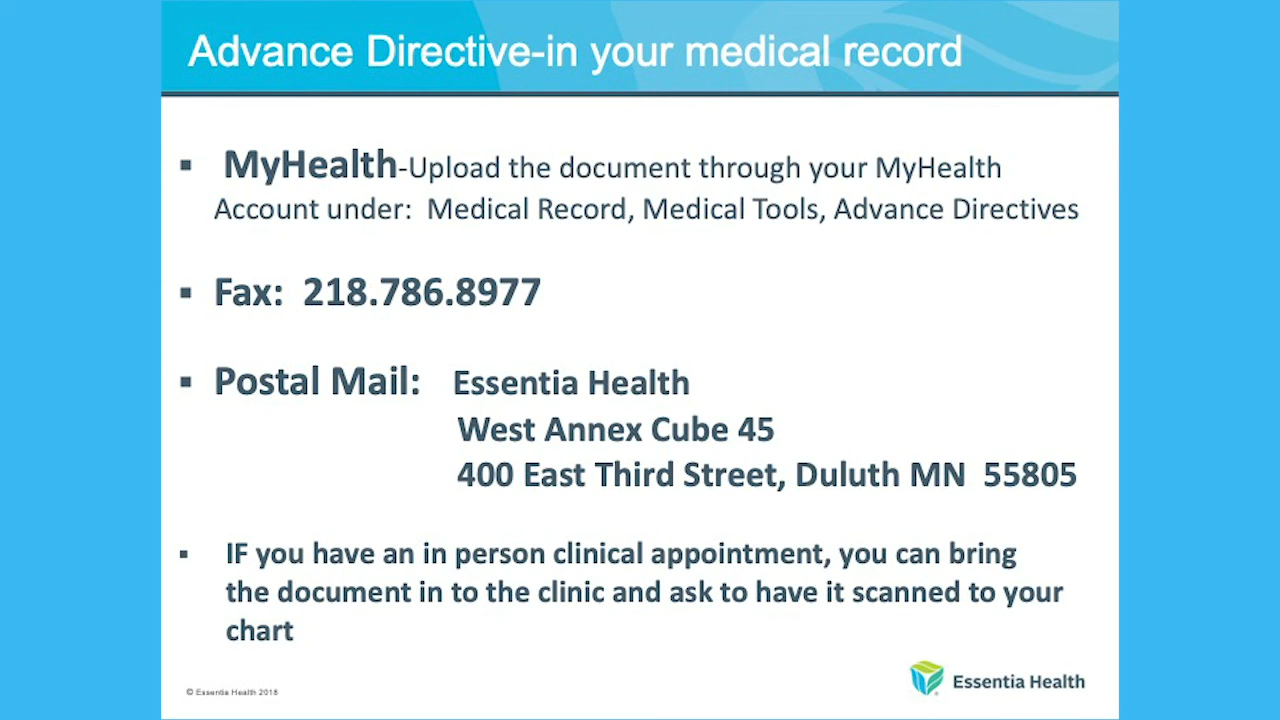 Advance Directive-in your medical record
▪ MyHealth-Upload the document through your MyHealth
Account under: Medical Record, Medical Tools, Advance Directives
▪ Fax: 218.786.8977
▪ Postal Mail: Essentia Health
West Annex Cube 45
400 East Third Street, Duluth MN 55805
▪ IF you have an in person clinical appointment, you can bring
the document in to the clinic and ask to have it scanned to your
chart
© Essentia Health 2018
Essentia Health